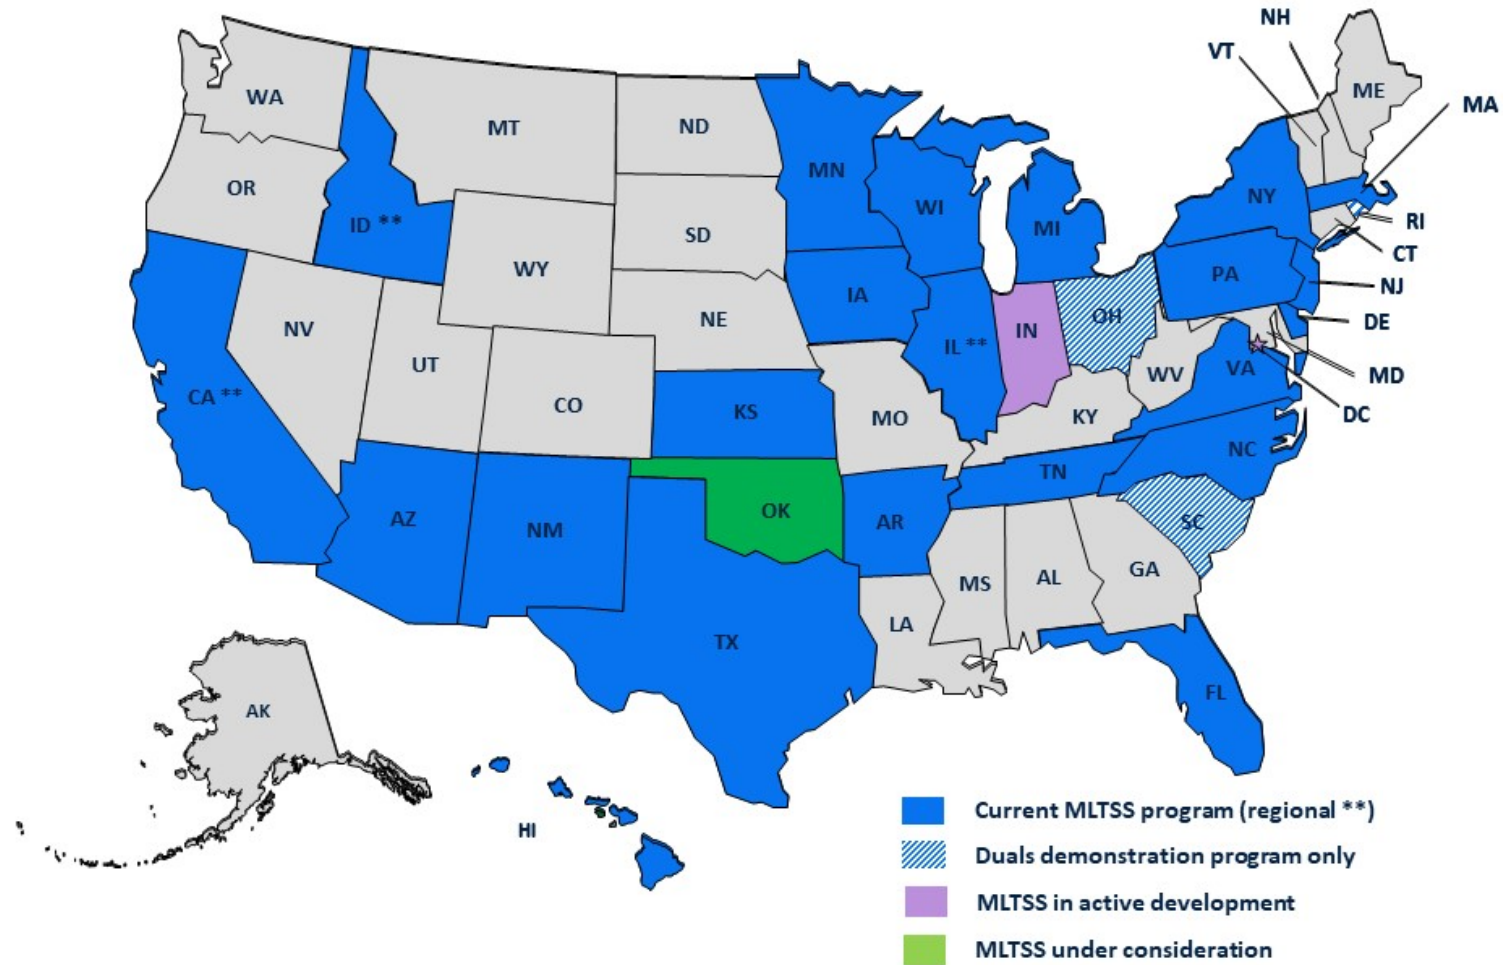 NH
VT
WA
ME
MT
ND
MA
MN
OR
NY
WI
ID **
MI
RI
SD
CT
WY
PA
NJ
IA
NE
OH
DE
NV
IN
IL **
UT
VA
WV
MD
CA **
CO
KS
KY
DC
MO
NC
TN
AZ
NM
OK
AR
SC
MS
AL
GA
LA
TX
FL
AK
HI
Current MLTSS program (regional **)
Duals demonstration program only
MLTSS in active development
MLTSS under consideration